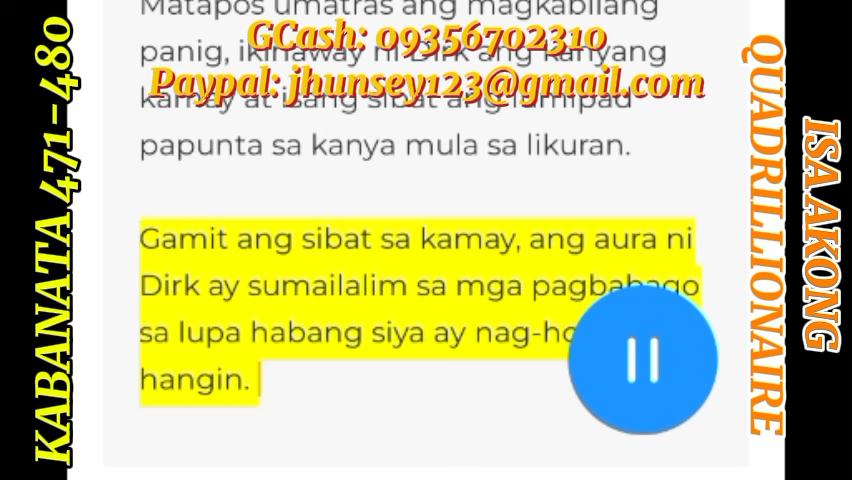 Matapos umatras ang magkabilang
panig, ikinaway ni Dirk ang kanyang
kamay at isang sibat ang lumipad
papunta sa kanya mula sa likuran.
GCash: 09356702310
Paypal: jhunsey123@gmail.com
Gamit ang sibat sa kamay, ang aura ni
Dirk ay sumailalim sa mga pagbabago
sa lupa habang siya ay
hangin.
KABANATA 471-480
ISA AKONG
QUADRILLIONAIRE